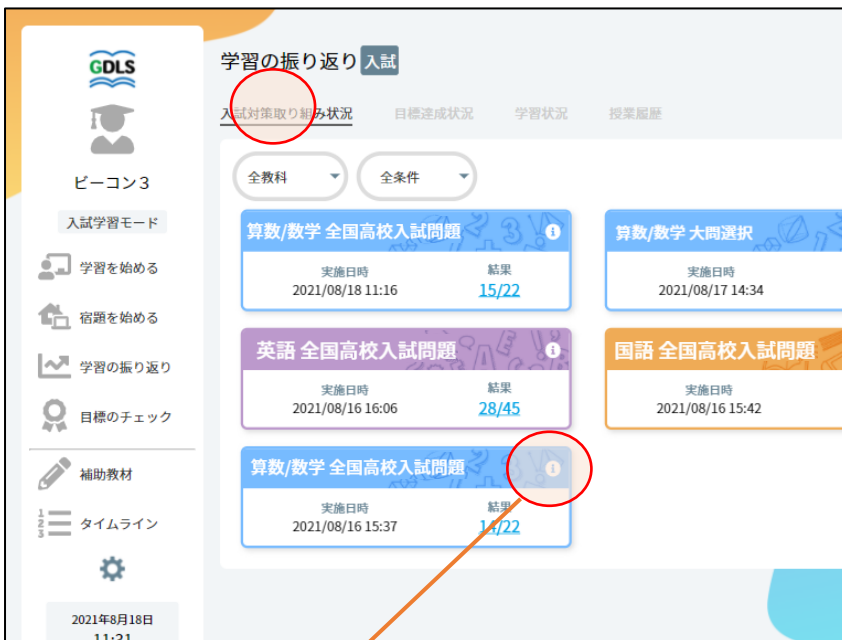 GDLS
ビーコン３
入試学習モード
学習を始める
宿題を始める
学習の振り返り
目標のチェック
補助教材
タイムライン
2021年8月18日
11:31
学習の振り返り 入試
入試対策取り組み状況 目標達成状況 学習状況 授業履歴
全教科 全条件
算数/数学 全国高校入試問題
実施日時 結果
2021/08/18 11:16 15/22
算数/数学 大問選択
実施日時
2021/08/17 14:34
英語 全国高校入試問題
実施日時 結果
2021/08/16 16:06 28/45
国語 全国高校入試問題
実施日時
2021/08/16 15:42
算数/数学 全国高校入試問題
実施日時 結果
2021/08/16 15:37 14/22